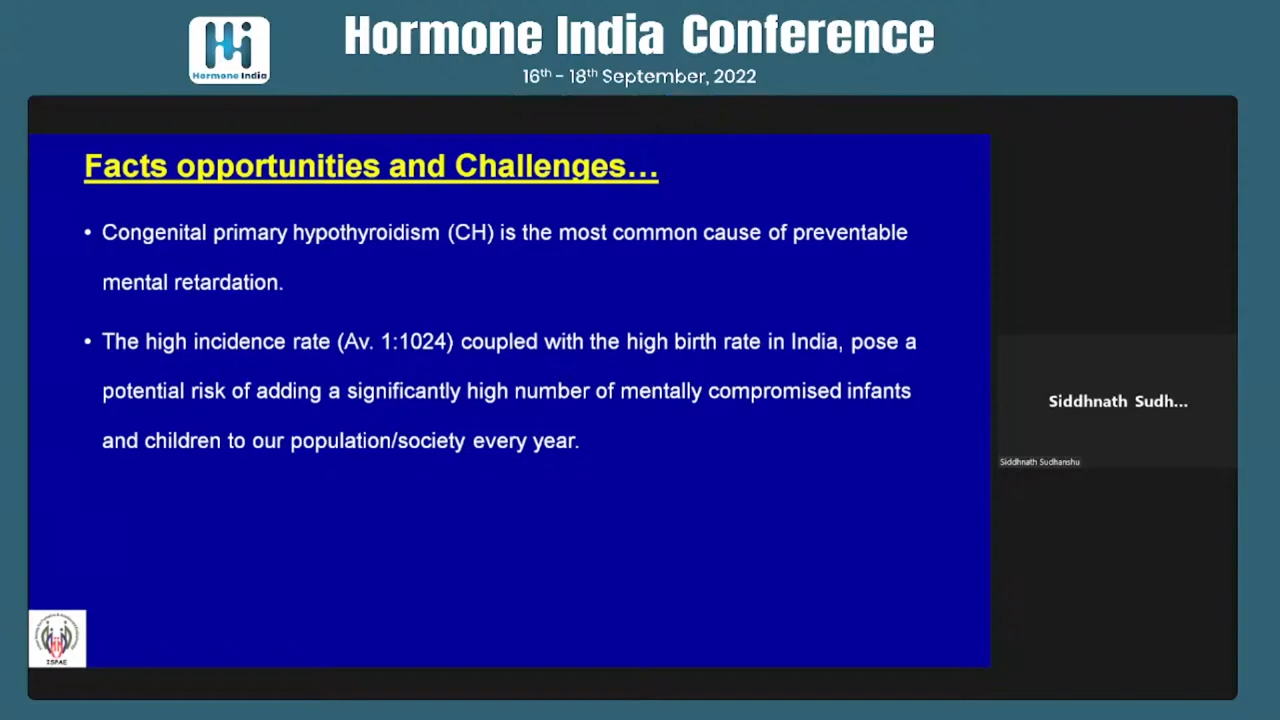 Hormone India Conference
Hormone India
16th - 18th September, 2022
Facts opportunities and Challenges…
• Congenital primary hypothyroidism (CH) is the most common cause of preventable
mental retardation.
• The high incidence rate (Av. 1:1024) coupled with the high birth rate in India, pose a
potential risk of adding a significantly high number of mentally compromised infants
and children to our population/society every year.
Siddhnath Sudh...
Siddhnath Sudhanshu
ISPAE